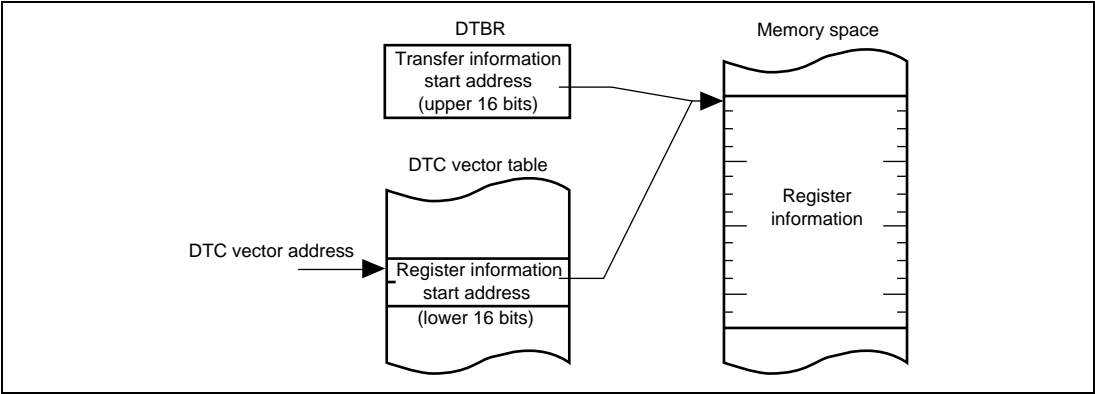 DTBR
Transfer information
start address
(upper 16 bits)
DTC vector table
DTC vector address
Register information
start address
(lower 16 bits)
Memory space
Register
information